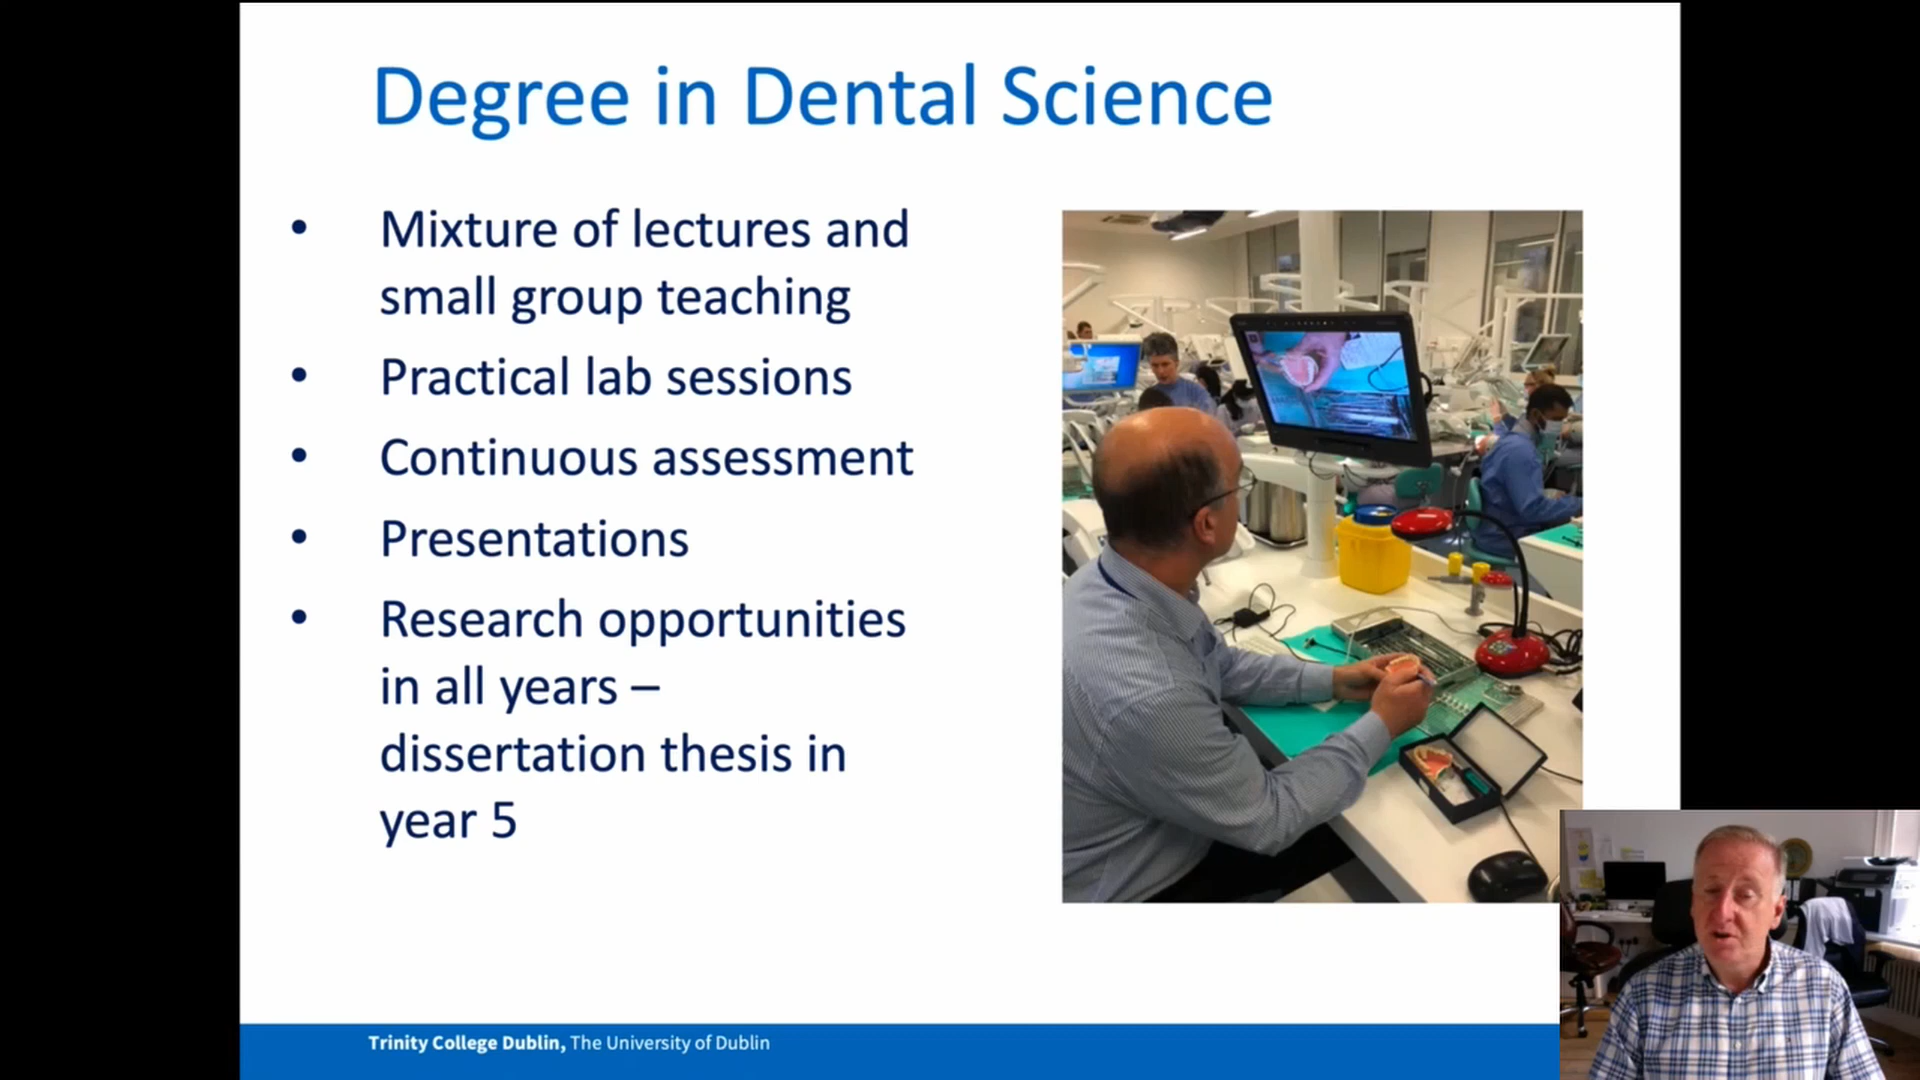 Degree in Dental Science
• Mixture of lectures and
small group teaching
• Practical lab sessions
• Continuous assessment
• Presentations
• Research opportunities
in all years –
dissertation thesis in
year 5
Trinity College Dublin, The University of Dublin